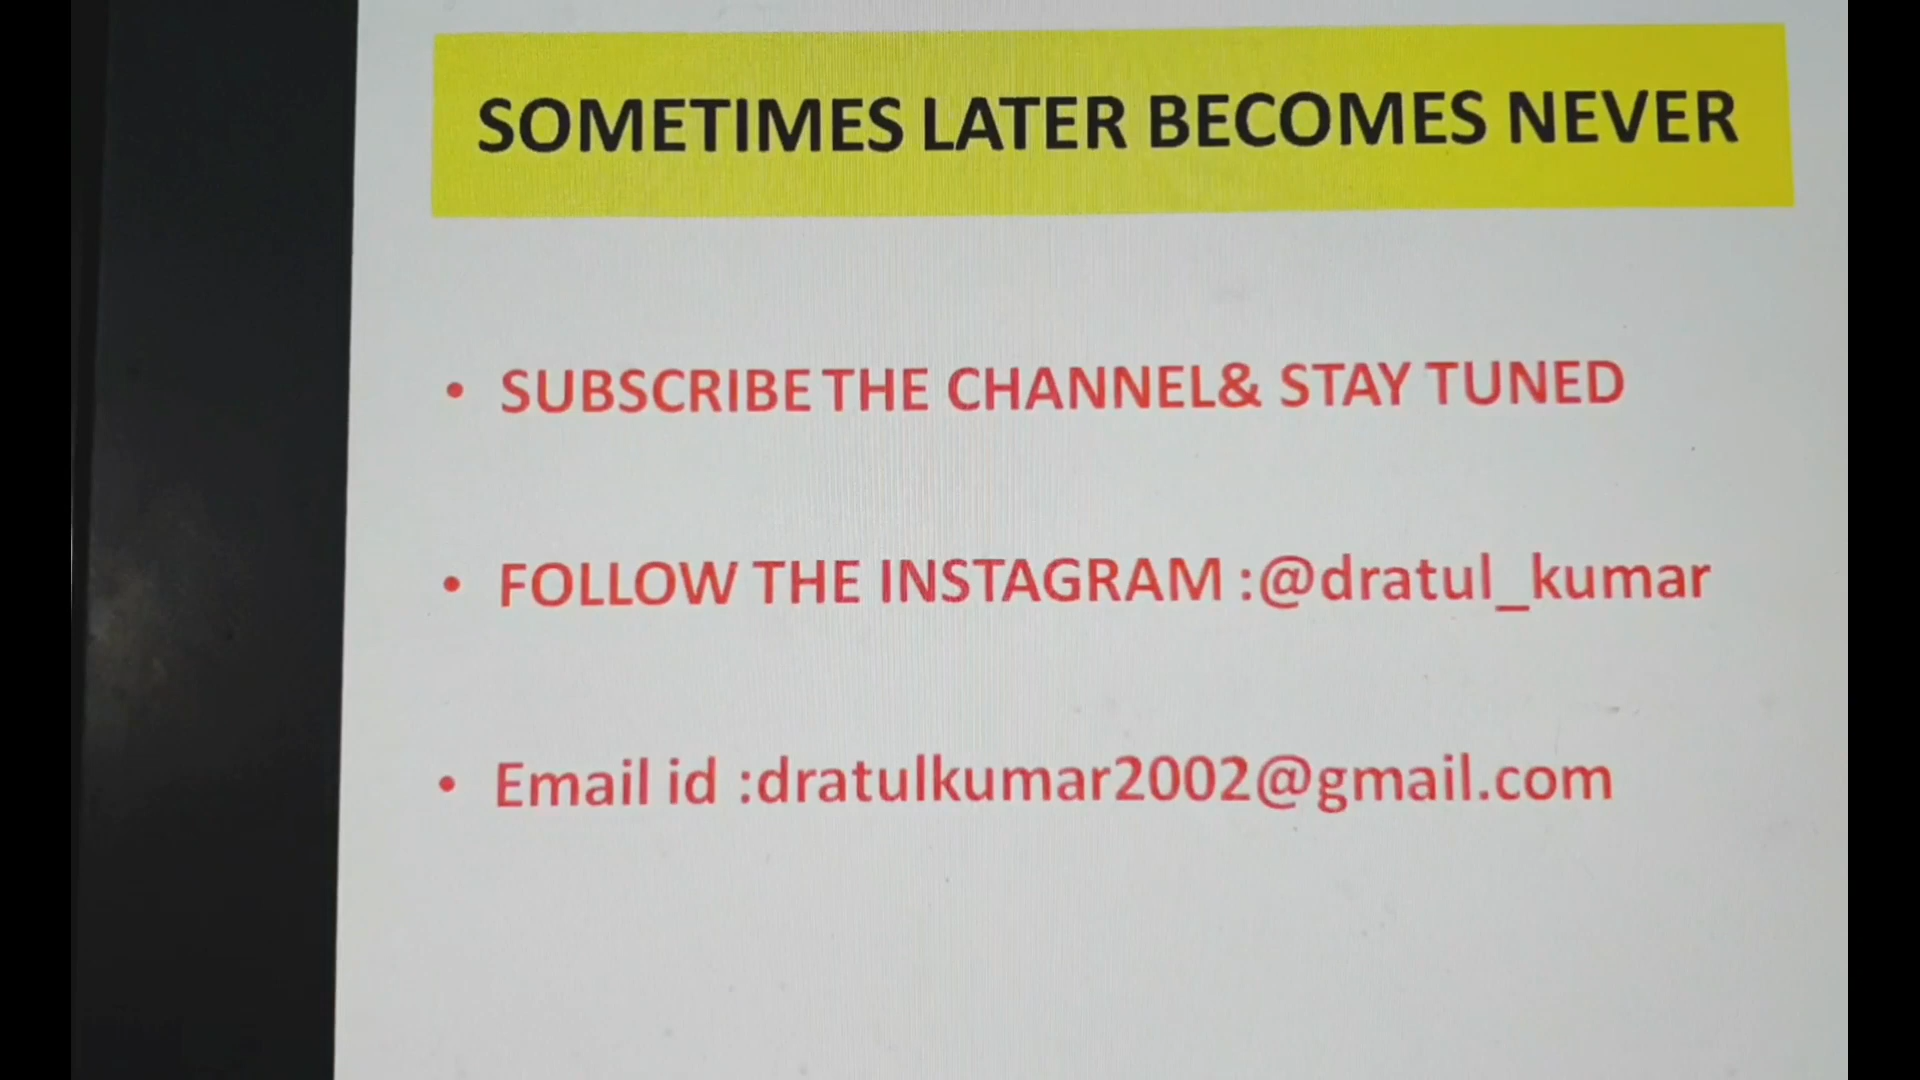 SOMETIMES LATER BECOMES NEVER
• SUBSCRIBE THE CHANNEL& STAY TUNED
• FOLLOW THE INSTAGRAM :@dratul_kumar
• Email id :dratulkumar2002@gmail.com